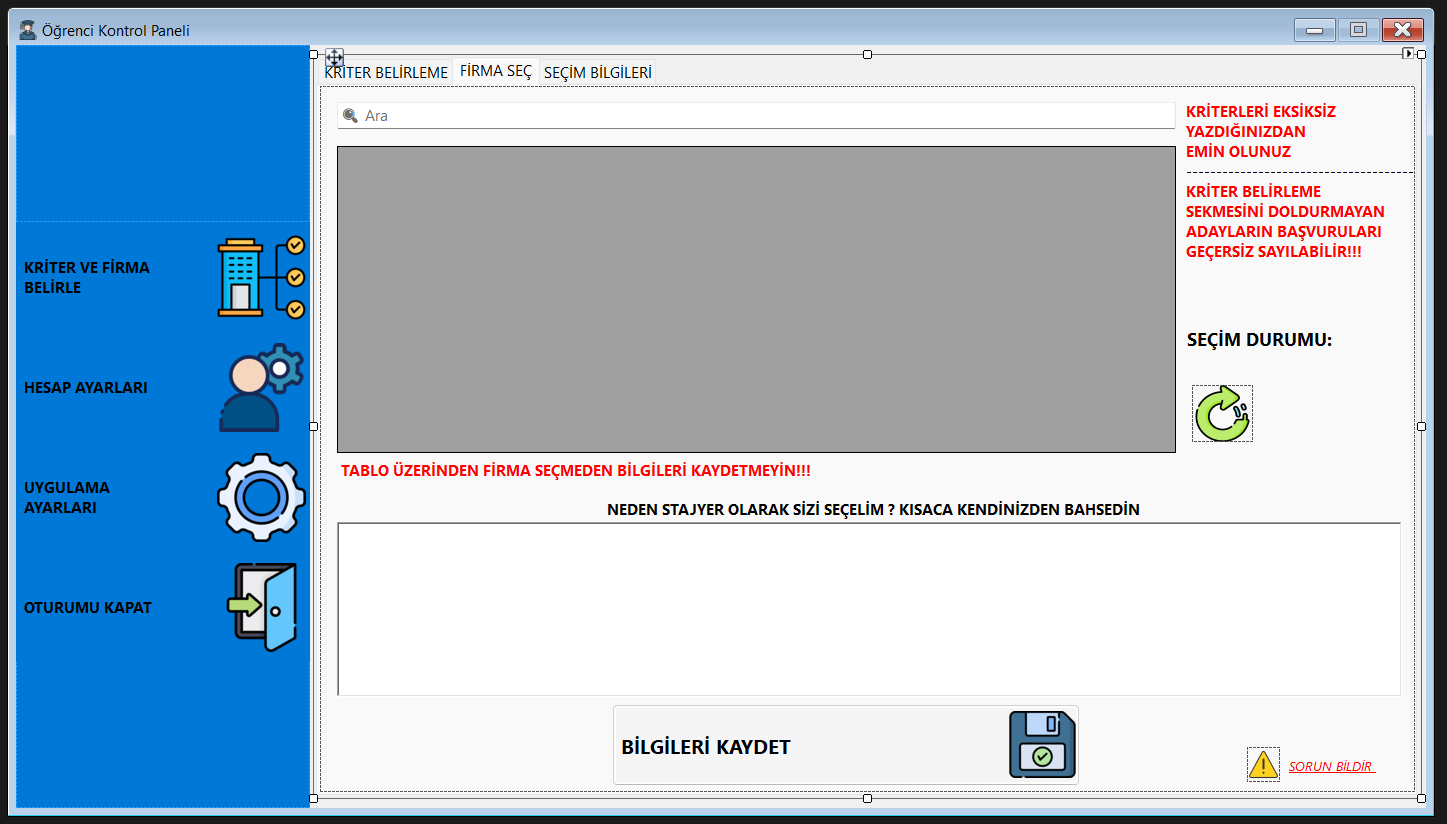 Öğrenci Kontrol Paneli
KRİTER BELİRLEME
FİRMA SEÇ
SEÇİM BİLGİLERİ
Ara
KRİTERLERİ EKSİKSİZ
YAZDIĞINIZDAN
EMİN OLUNUZ
KRİTER BELİRLEME
SEKMESİNİ DOLDURMAYAN
ADAYLARIN BAŞVURULARI
GEÇERSİZ SAYILABİLİR!!!
KRİTER VE FİRMA
BELİRLE
HESAP AYARLARI
UYGULAMA
AYARLARI
OTURUMU KAPAT
SEÇİM DURUMU:
TABLO ÜZERİNDEN FİRMA SEÇMEDEN BİLGİLERİ KAYDETMEYİN!!!
NEDEN STAJYER OLARAK SİZİ SEÇELİM ? KISACA KENDİNİZDEN BAHSEDİN
BİLGİLERİ KAYDET
SORUN BİLDİR